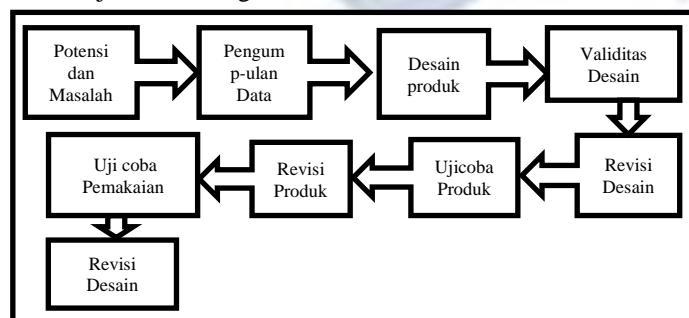 Potensi
dan
Masalah
Pengum
p-ulan
Data
Desain
produk
Validitas
Desain
Revisi
Desain
Ujicoba
Produk
Revisi
Produk
Uji coba
Pemakaian
Revisi
Desain